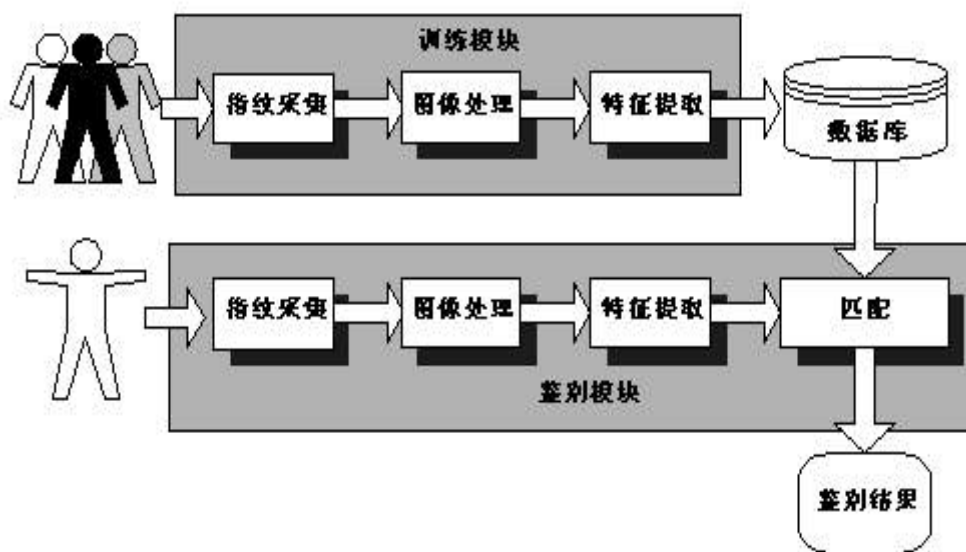 训练模块
指纹采集
图像处理
特征提取
数据库
指纹采集
图像处理
特征提取
匹配
鉴别模块
鉴别结果